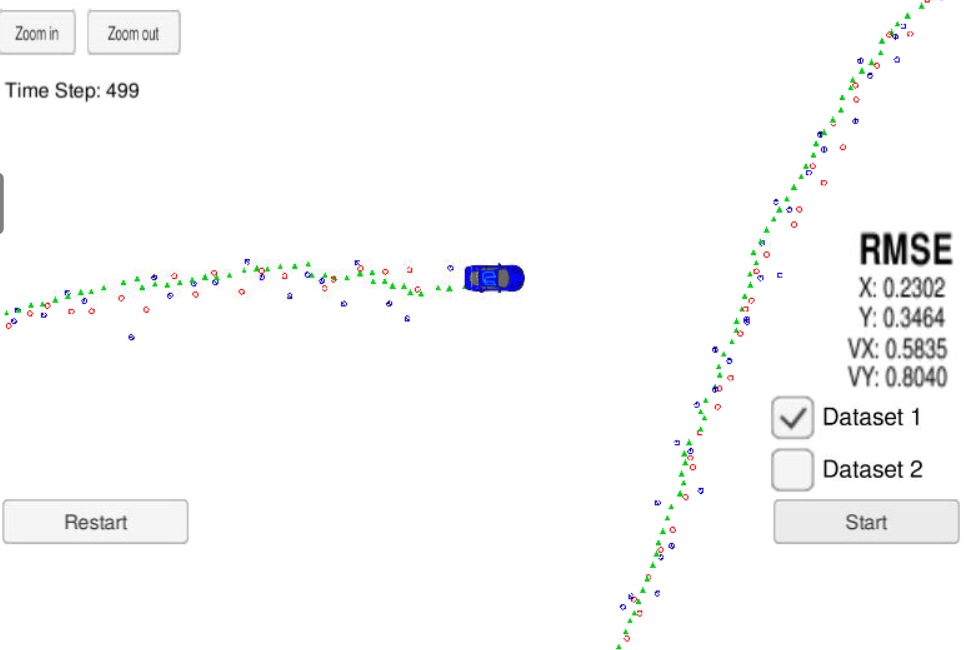 Zoom in
Zoom out
Time Step: 499
RMSE
X: 0.2302
Y: 0.3464
VX: 0.5835
VY: 0.8040
Dataset 1
Dataset 2
Restart
Start